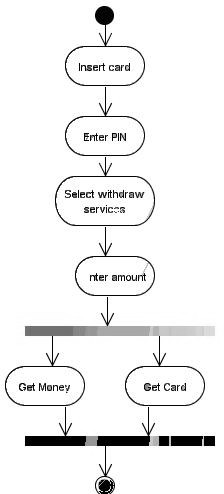 Insert card
Enter PIN
Select withdraw
services
nter amount
Get Money
Get Card